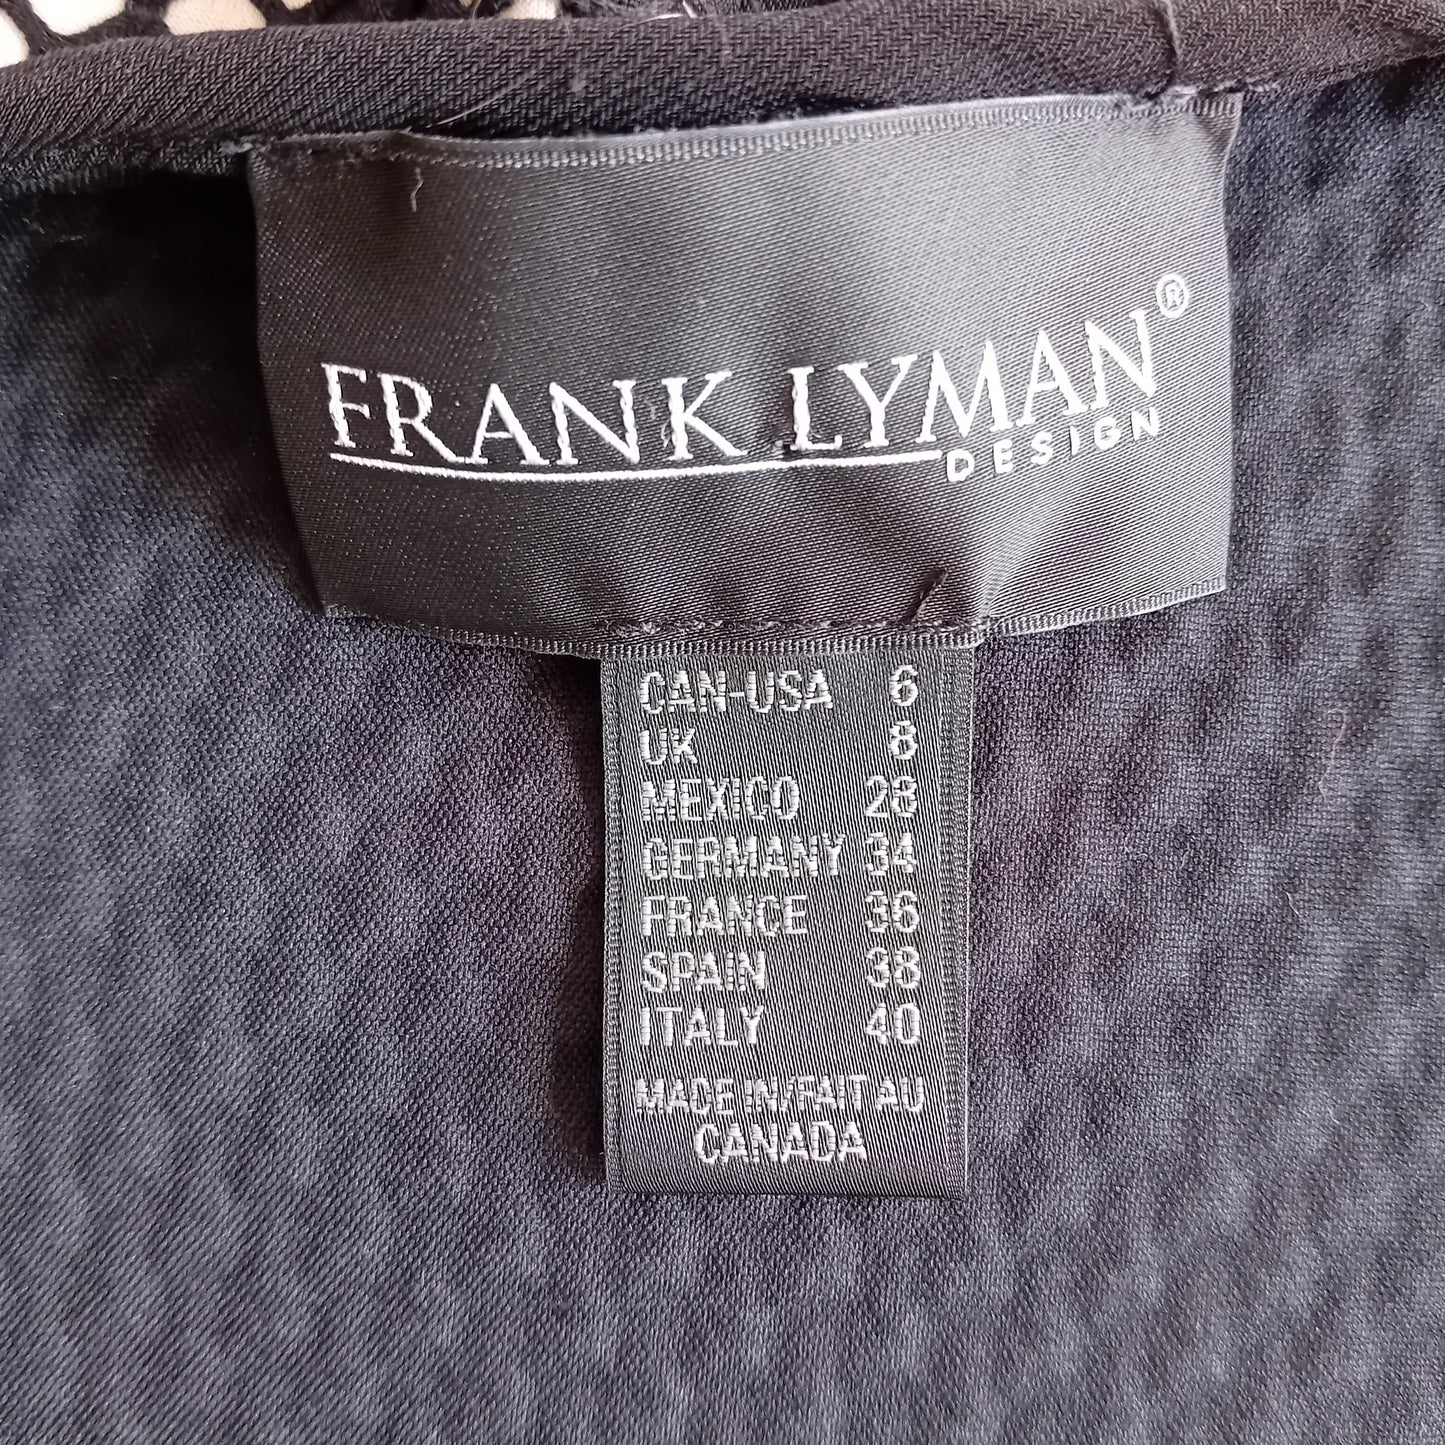 FRANK LYMAN®
DESIGN
CAN-USA 6
UK 8
MEXICO 28
GERMANY 34
FRANCE 36
SPAIN 38
ITALY 40
MADE IN/FAIT AU
CANADA